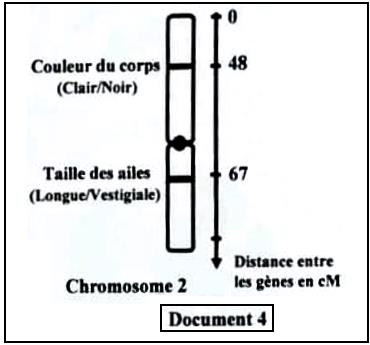 0
Couleur du corps
(Clair/Noir)
48
Taille des ailes
(Longue/Vestigiale)
67
Distance entre
les gènes en cM
Chromosome 2
Document 4